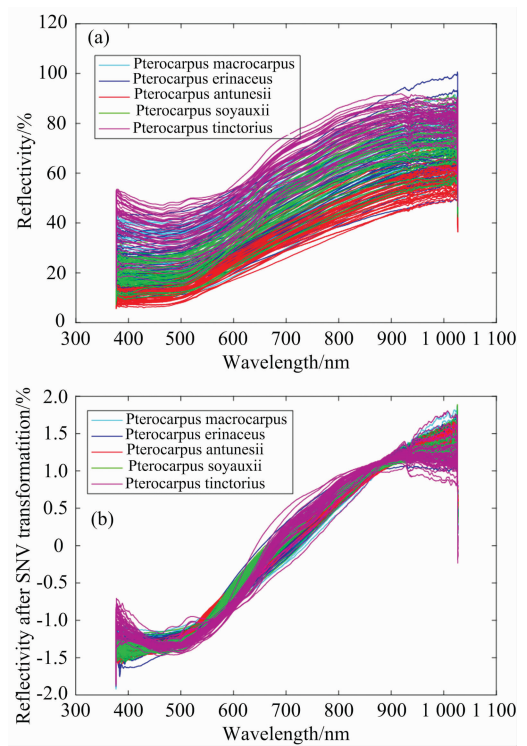 120
100
80
60
40
20
0
Reflectivity/%
(a)
Pterocarpus macrocarpus
Pterocarpus erinaceus
Pterocarpus antunesii
Pterocarpus soyauxii
Pterocarpus tinctorius
300 400 500 600 700 800 900 1 000 1 100
Wavelength/nm
2.0
1.5
1.0
0.5
0
-0.5
-1.0
-1.5
-2.0
Reflectivity after SNV transformatition/%
Pterocarpus macrocarpus
Pterocarpus erinaceus
Pterocarpus antunesii
Pterocarpus soyauxii
Pterocarpus tinctorius
(b)
300 400 500 600 700 800 900 1 000 1 100
Wavelength/nm